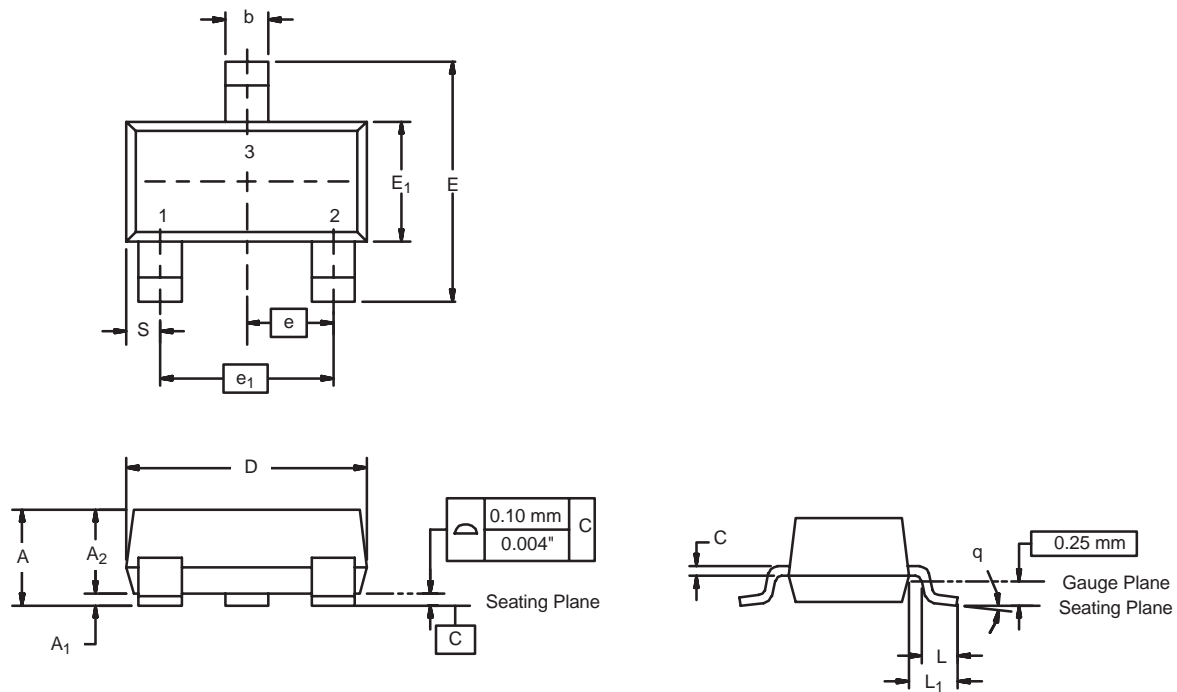 b
3
E1
E
1
2
S
e
e1
D
0.10 mm
C
0.004"
A
A2
Seating Plane
A1
C
C
q
0.25 mm
Gauge Plane
Seating Plane
L
L1